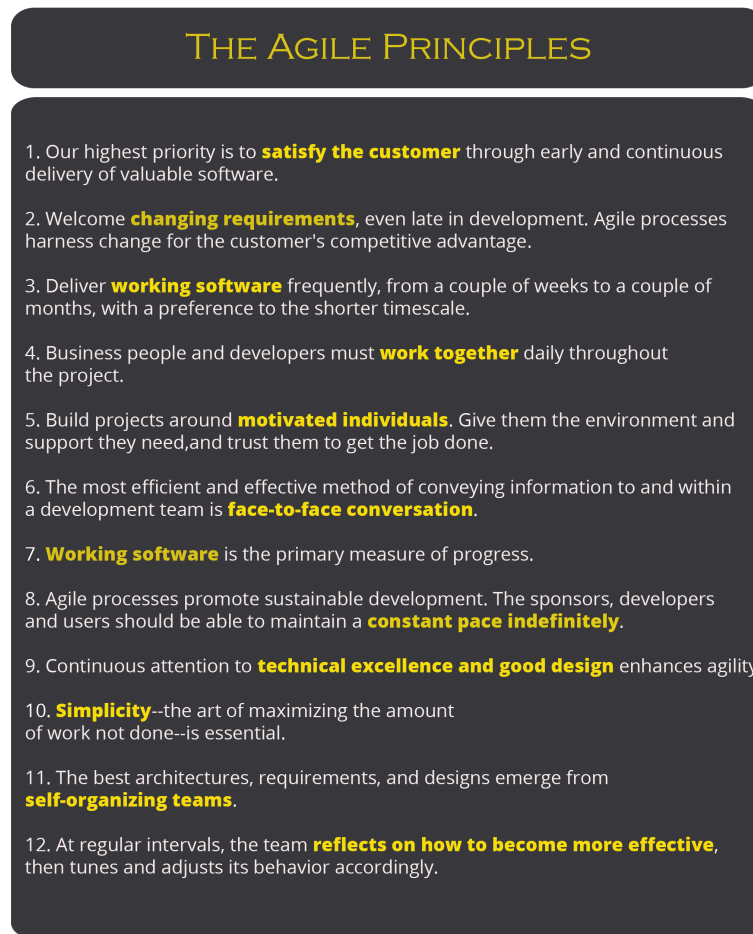 THE AGILE PRINCIPLES
1. Our highest priority is to satisfy the customer through early and continuous
delivery of valuable software.
2. Welcome changing requirements, even late in development. Agile processes
harness change for the customer's competitive advantage.
3. Deliver working software frequently, from a couple of weeks to a couple of
months, with a preference to the shorter timescale.
4. Business people and developers must work together daily throughout
the project.
5. Build projects around motivated individuals. Give them the environment and
support they need,and trust them to get the job done.
6. The most efficient and effective method of conveying information to and within
a development team is face-to-face conversation.
7. Working software is the primary measure of progress.
8. Agile processes promote sustainable development. The sponsors, developers
and users should be able to maintain a constant pace indefinitely.
9. Continuous attention to technical excellence and good design enhances agility
10. Simplicity--the art of maximizing the amount
of work not done--is essential.
11. The best architectures, requirements, and designs emerge from
self-organizing teams.
12. At regular intervals, the team reflects on how to become more effective,
then tunes and adjusts its behavior accordingly.